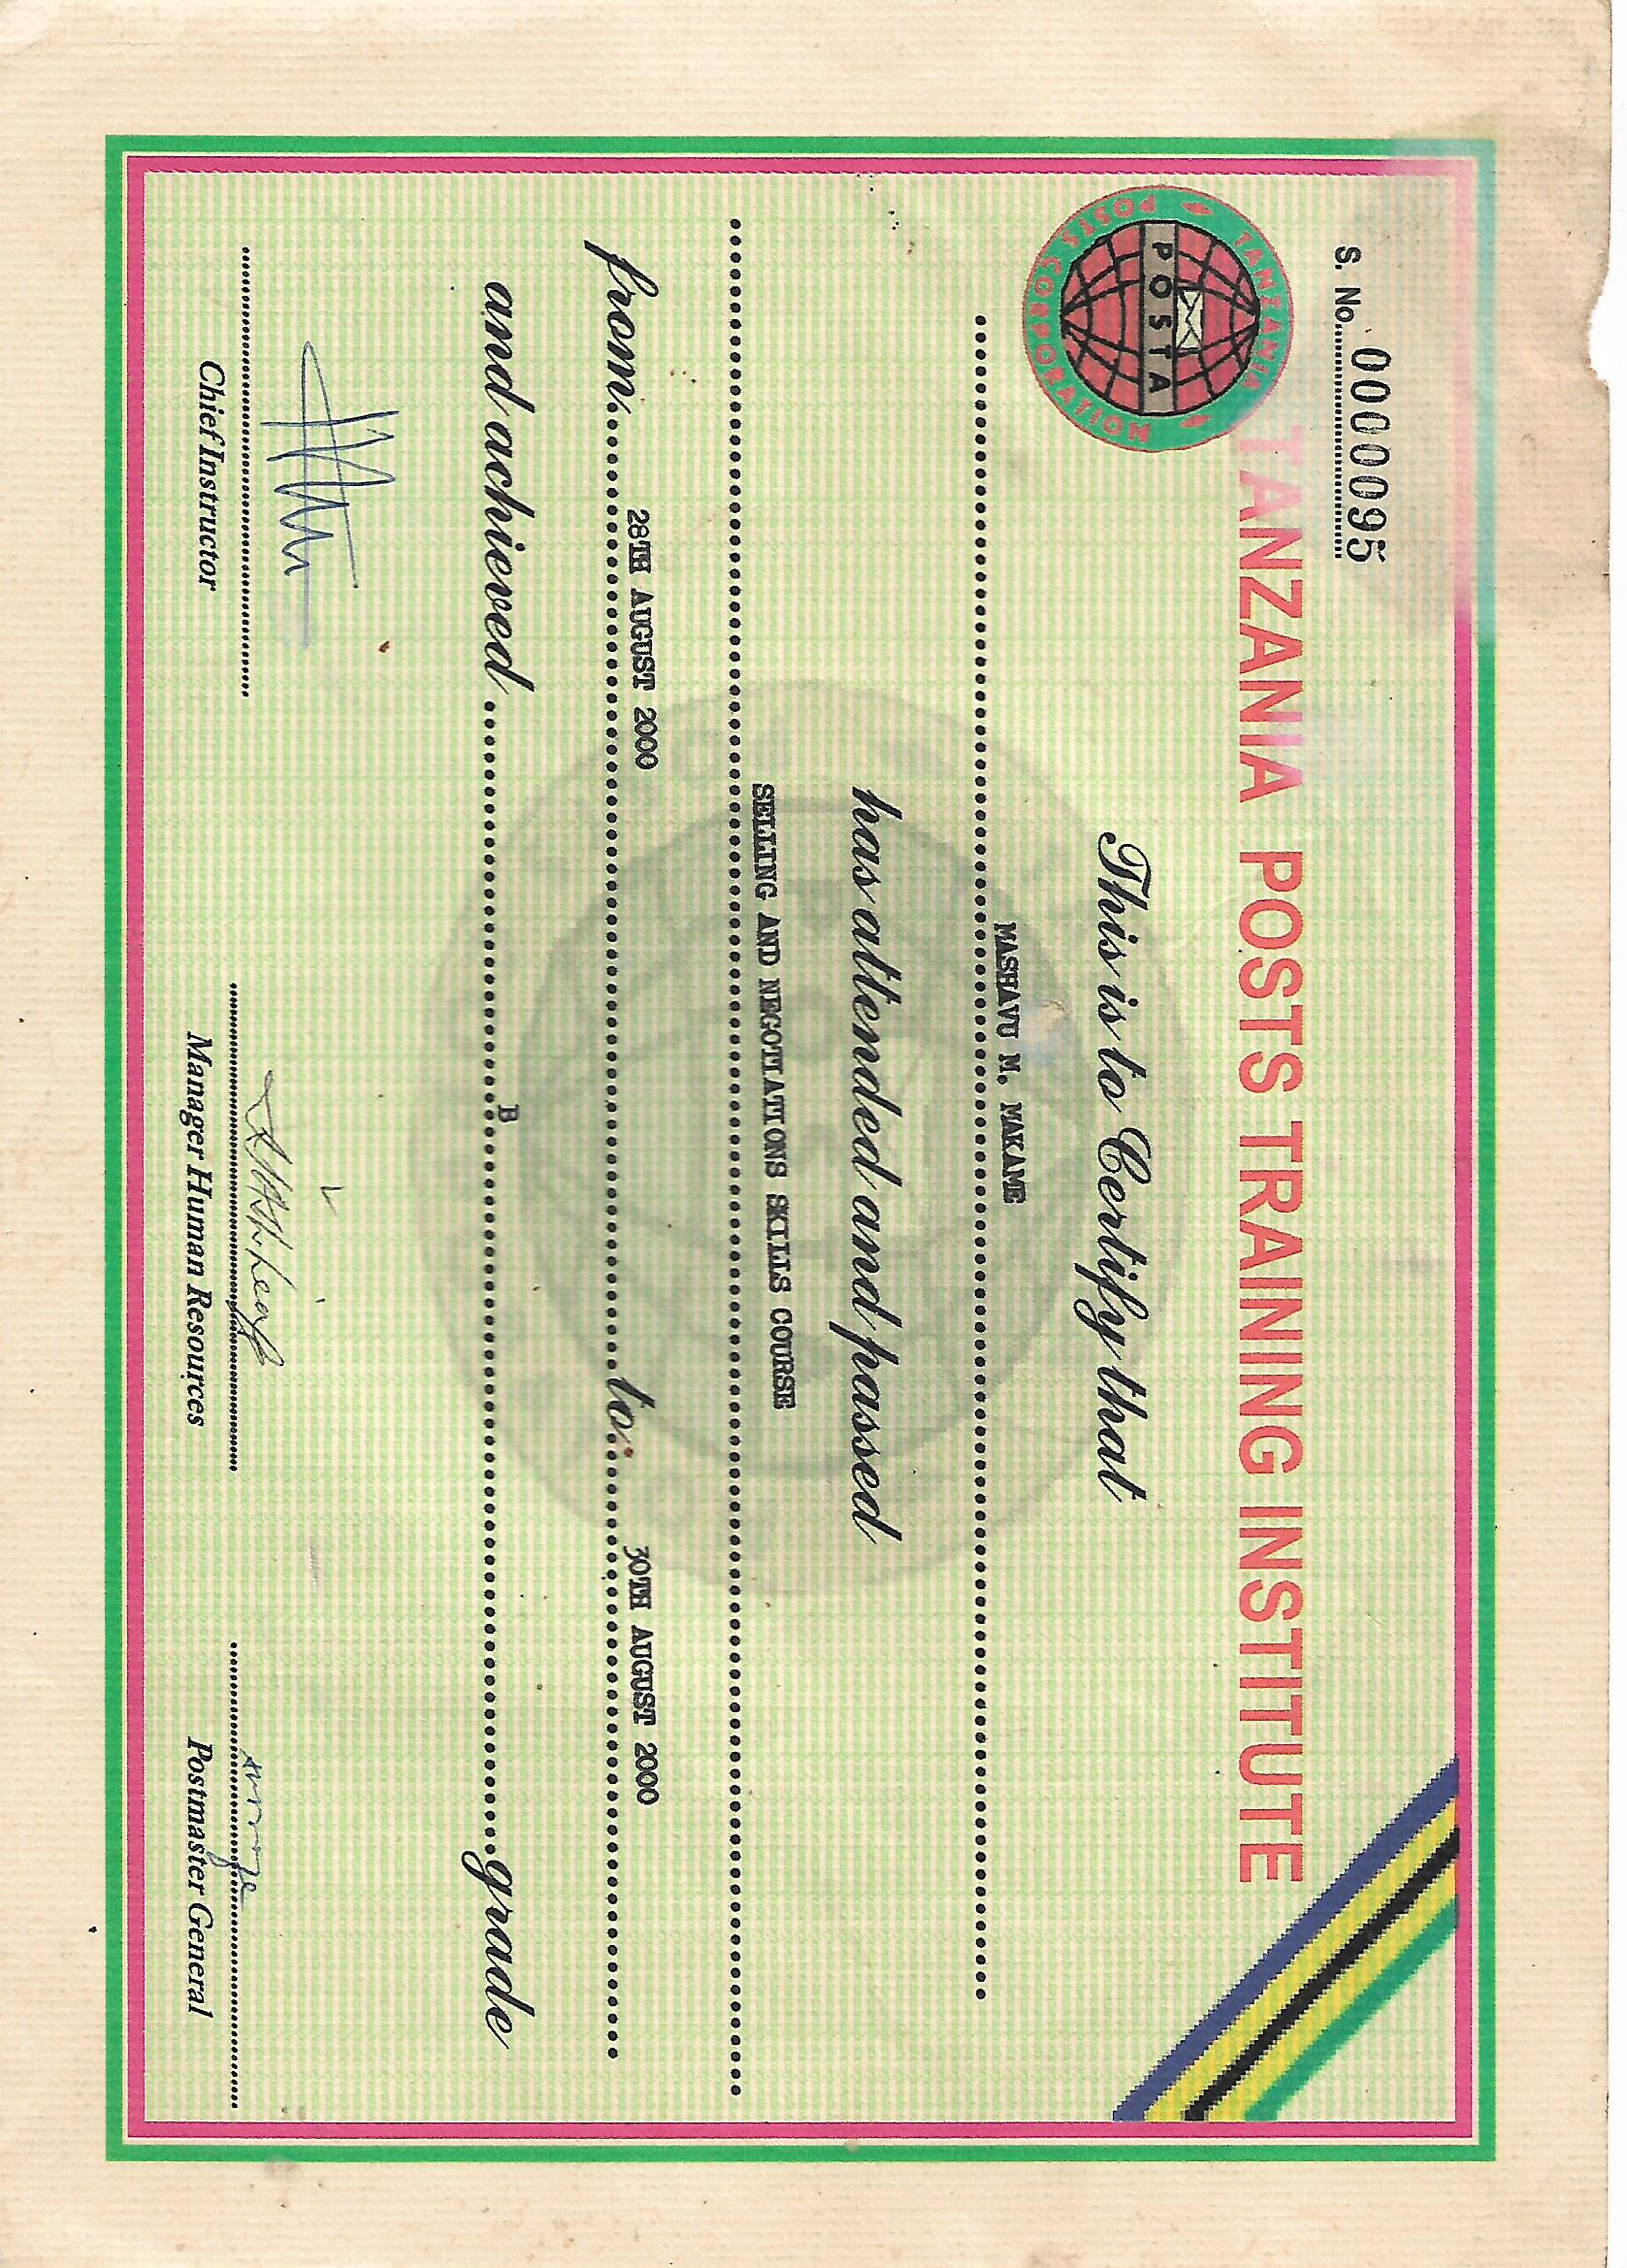 S. No. 0000095
TANZANIA POSTS CORPORATION
POSTA
TANZANIA POSTS TRAINING INSTITUTE
This is to Certify that
MASHAVU M. MAKAME
has attended and passed
SELLING AND NEGOTIATIONS SKILLS COURSE
from 28TH AUGUST 2000 to 30TH AUGUST 2000
and achieved B grade
Chief Instructor
Manager Human Resources
Postmaster General